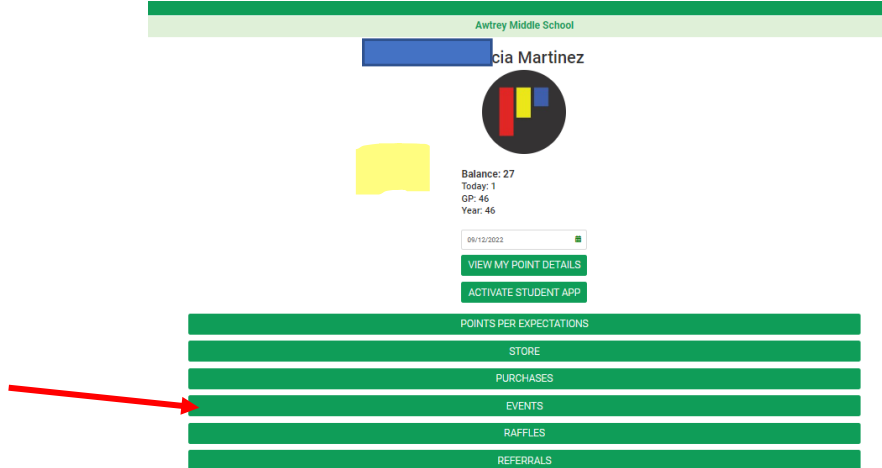 Awtrey Middle School
cia Martinez
Balance: 27
Today: 1
GP: 46
Year: 46
09/12/2022
VIEW MY POINT DETAILS
ACTIVATE STUDENT APP
POINTS PER EXPECTATIONS
STORE
PURCHASES
EVENTS
RAFFLES
REFERRALS